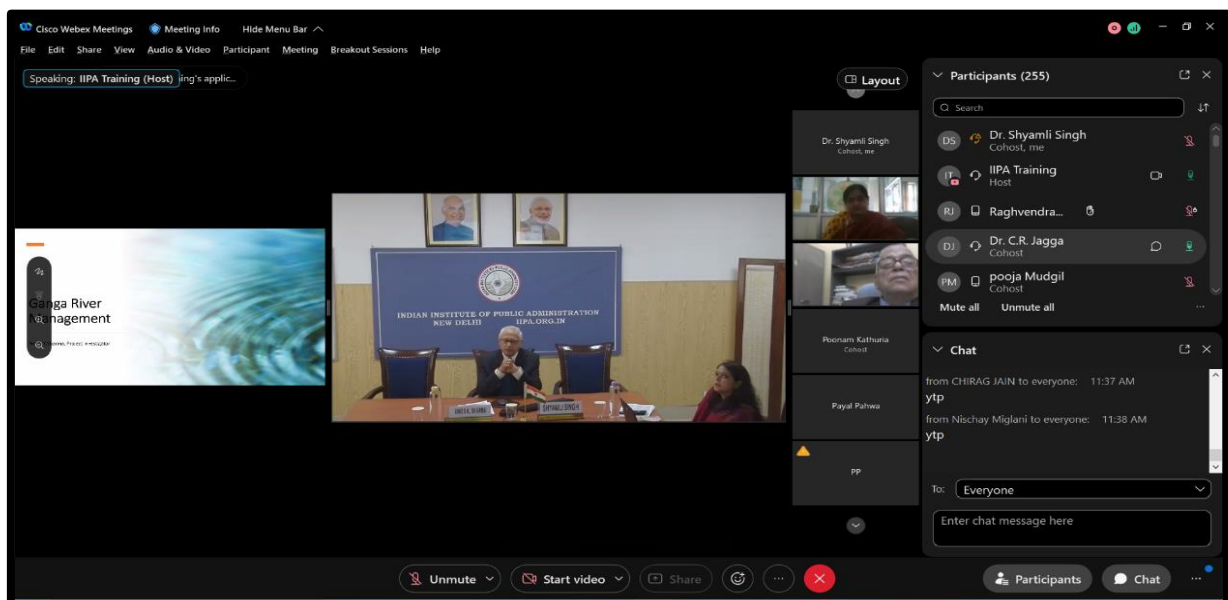 Cisco Webex Meetings Meeting Info Hide Menu Bar
File Edit Share View Audio & Video Participant Meeting Breakout Sessions Help
Speaking: IIPA Training (Host) ing's applic...
Layout
Ganga River
Management
INDIAN INSTITUTE OF PUBLIC ADMINISTRATION
NEW DELHI IIPA.ORG.IN
SHYAMLI SINGH
Dr. Shyamli Singh
Cohost, me
Poonam Kathuria
Cohost
Payal Pahwa
PP
Participants (255)
Search
DS Dr. Shyamli Singh
Cohost, me
IT IIPA Training
Host
RJ Raghvendra...
DJ Dr. C.R. Jagga
Cohost
PM pooja Mudgil
Cohost
Mute all Unmute all
Chat
from CHIRAG JAIN to everyone: 11:37 AM
ytp
from Nischay Miglani to everyone: 11:38 AM
ytp
To: Everyone
Enter chat message here
Unmute Start video Share Participants Chat